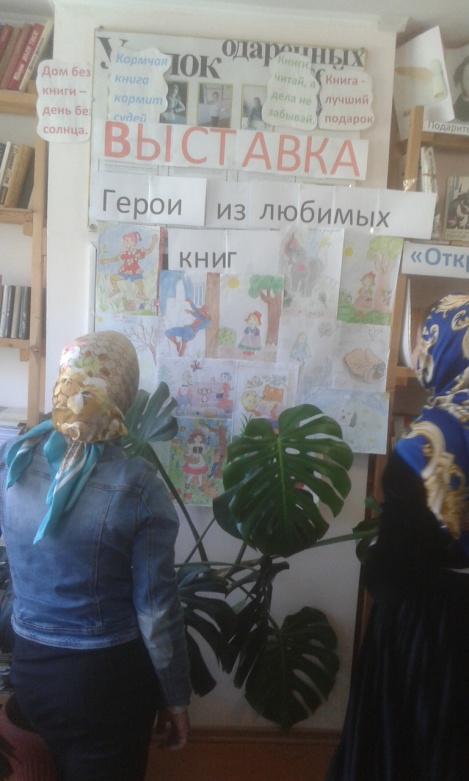 одаренных
Дом без
книги –
день без
солнца.
Кормчая
книга
кормит
судей
Книги
читай, а
дела не
забывай.
Книга -
лучший
подарок
ВЫСТАВКА
Герои из любимых
книг
Подарите
«Откр